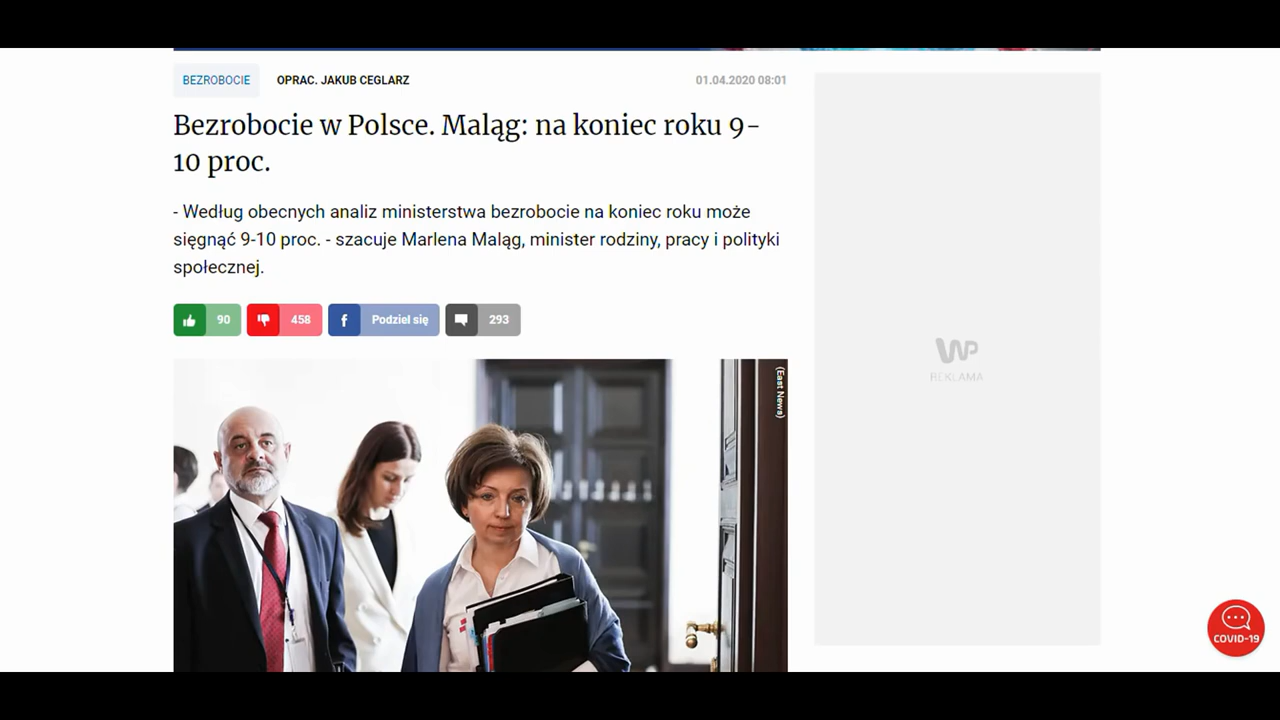 BEZROBOCIE
OPRAC. JAKUB CEGLARZ
01.04.2020 08:01
Bezrobocie w Polsce. Maląg: na koniec roku 9-
10 proc.
- Według obecnych analiz ministerstwa bezrobocie na koniec roku może
sięgnąć 9-10 proc. - szacuje Marlena Maląg, minister rodziny, pracy i polityki
społecznej.
90
458
f
Podziel się
293
(East News)
WP
REKLAMA
COVID-19